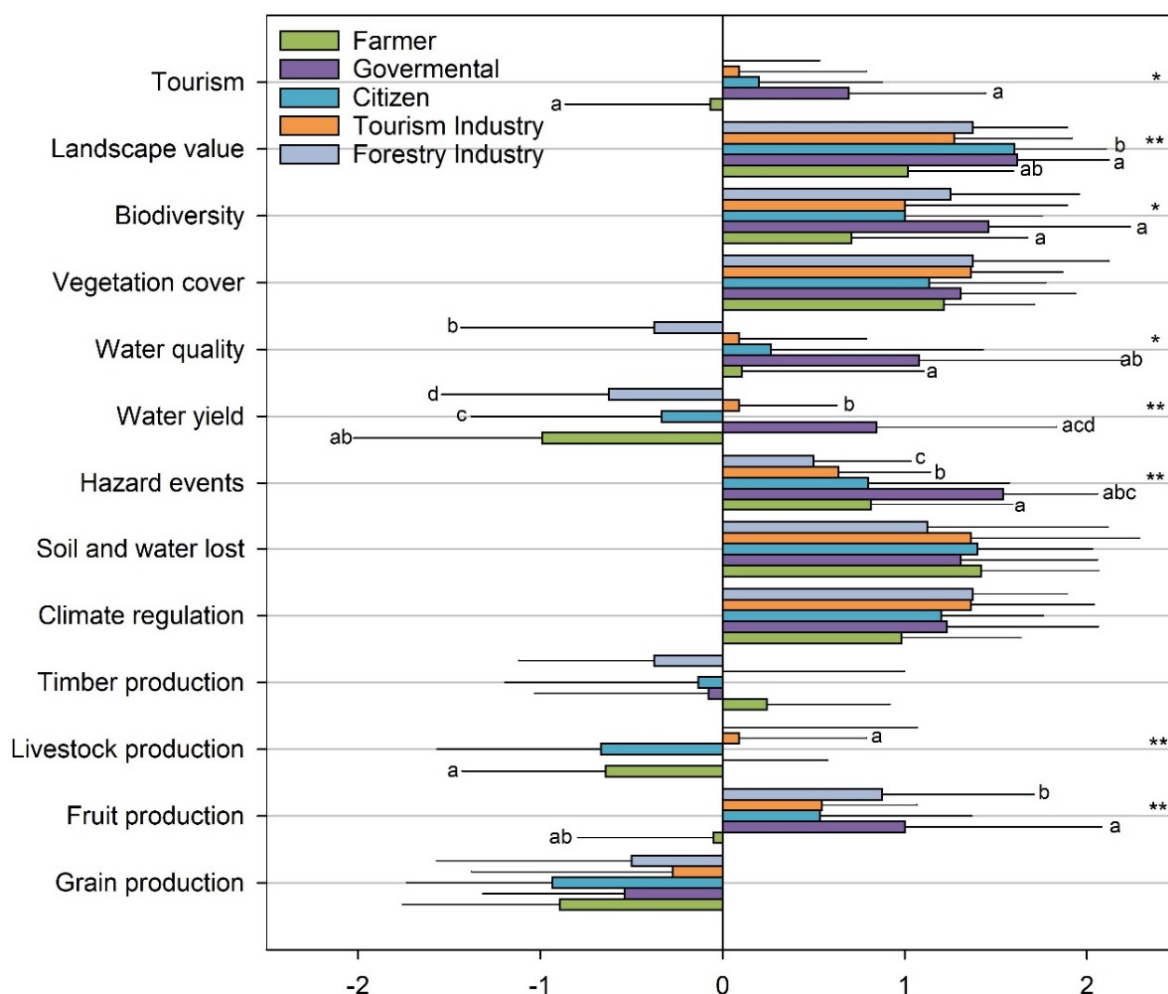 Farmer
Govermental
Citizen
Tourism Industry
Forestry Industry
Tourism
*
a
a
Landscape value
b
**
a
ab
Biodiversity
*
a
a
Vegetation cover
b
Water quality
*
ab
a
d
Water yield
b
**
c
acd
ab
c
Hazard events
b
**
abc
a
Soil and water lost
Climate regulation
Timber production
Livestock production
a
**
a
b
Fruit production
**
a
ab
Grain production
-2 -1 0 1 2